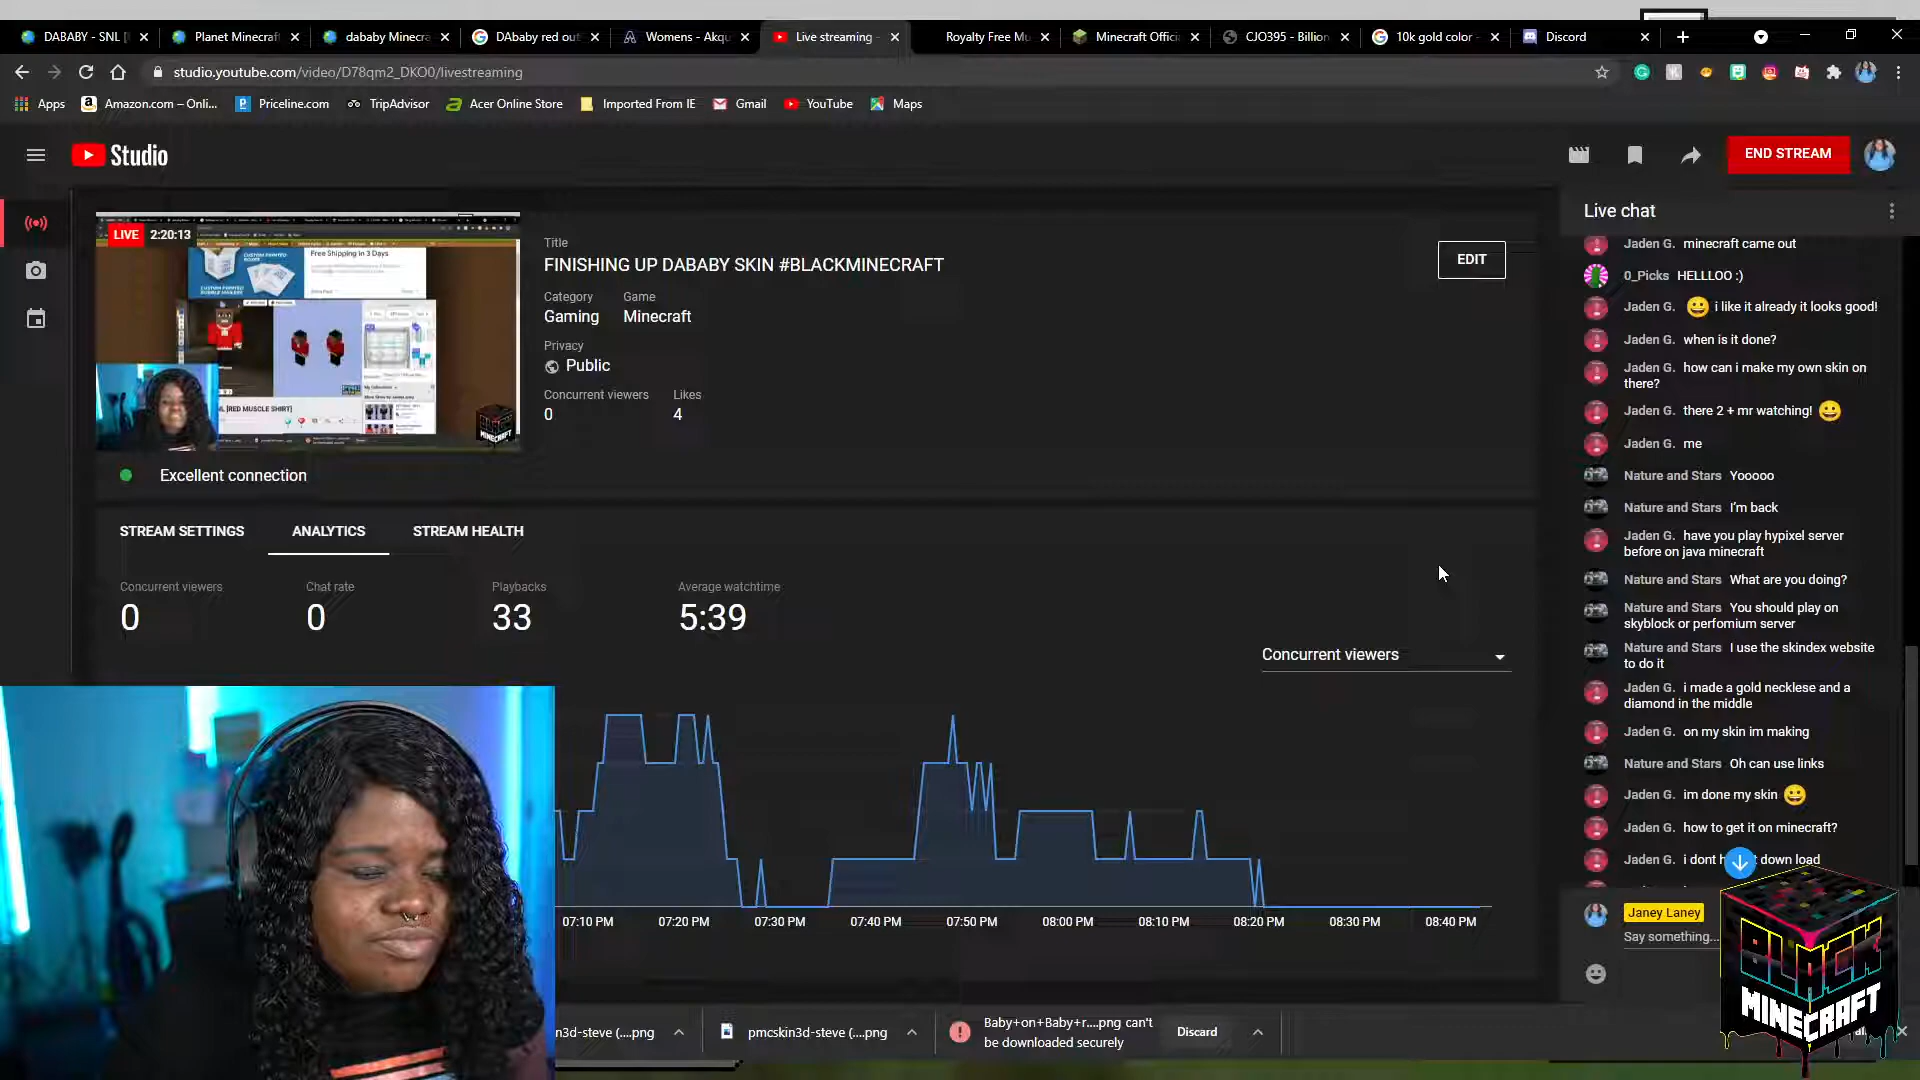 DABABY - SNL [
Planet Minecraf
dababy Minecra
DAbaby red out
Womens - Akqu
Live streaming -
Royalty Free Mu
Minecraft Offici
CJO395 - Billion
10k gold color -
Discord
studio.youtube.com/video/D78qm2_DKO0/livestreaming
Apps
Amazon.com – Onli...
Priceline.com
TripAdvisor
Acer Online Store
Imported From IE
Gmail
YouTube
Maps
Studio
END STREAM
LIVE 2:20:13
Free Shipping in 3 Days
ML [RED MUSCLE SHIRT]
Title
FINISHING UP DABABY SKIN #BLACKMINECRAFT
EDIT
Category Game
Gaming Minecraft
Privacy
Public
Concurrent viewers Likes
0 4
Excellent connection
STREAM SETTINGS
ANALYTICS
STREAM HEALTH
Concurrent viewers
0
Chat rate
0
Playbacks
33
Average watchtime
5:39
Concurrent viewers
07:10 PM
07:20 PM
07:30 PM
07:40 PM
07:50 PM
08:00 PM
08:10 PM
08:20 PM
08:30 PM
08:40 PM
Live chat
Jaden G. minecraft came out
0_Picks HELLLOO :)
Jaden G. 😀 i like it already it looks good!
Jaden G. when is it done?
Jaden G. how can i make my own skin on
there?
Jaden G. there 2 + mr watching! 😀
Jaden G. me
Nature and Stars Yooooo
Nature and Stars I'm back
Jaden G. have you play hypixel server
before on java minecraft
Nature and Stars What are you doing?
Nature and Stars You should play on
skyblock or perfomium server
Nature and Stars I use the skindex website
to do it
Jaden G. i made a gold necklese and a
diamond in the middle
Jaden G. on my skin im making
Nature and Stars Oh can use links
Jaden G. im done my skin 😀
Jaden G. how to get it on minecraft?
Jaden G. i dont h t down load
Janey Laney
Say something...
BLACK
MINECRAFT
in3d-steve (....png
pmcskin3d-steve (....png
Baby+on+Baby+r....png can't
be downloaded securely
Discard